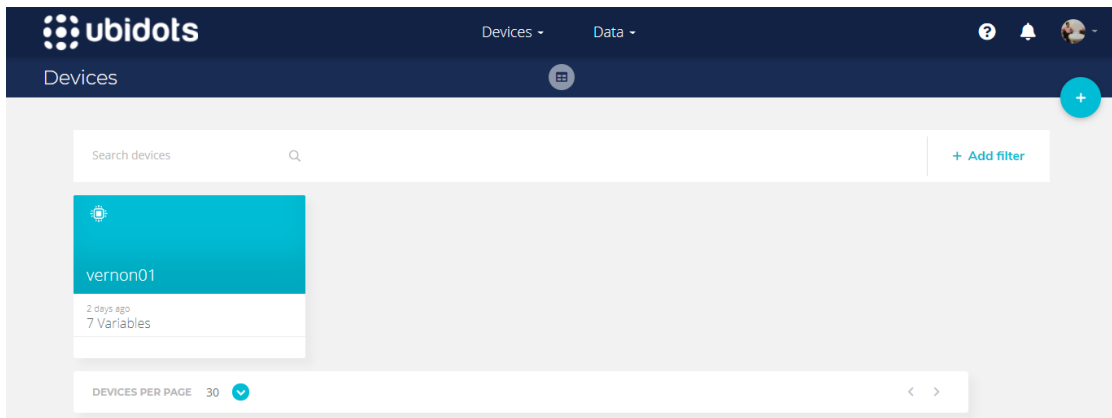 ubidots
Devices
Data
Devices
Search devices
+ Add filter
vernon01
2 days ago
7 Variables
DEVICES PER PAGE 30